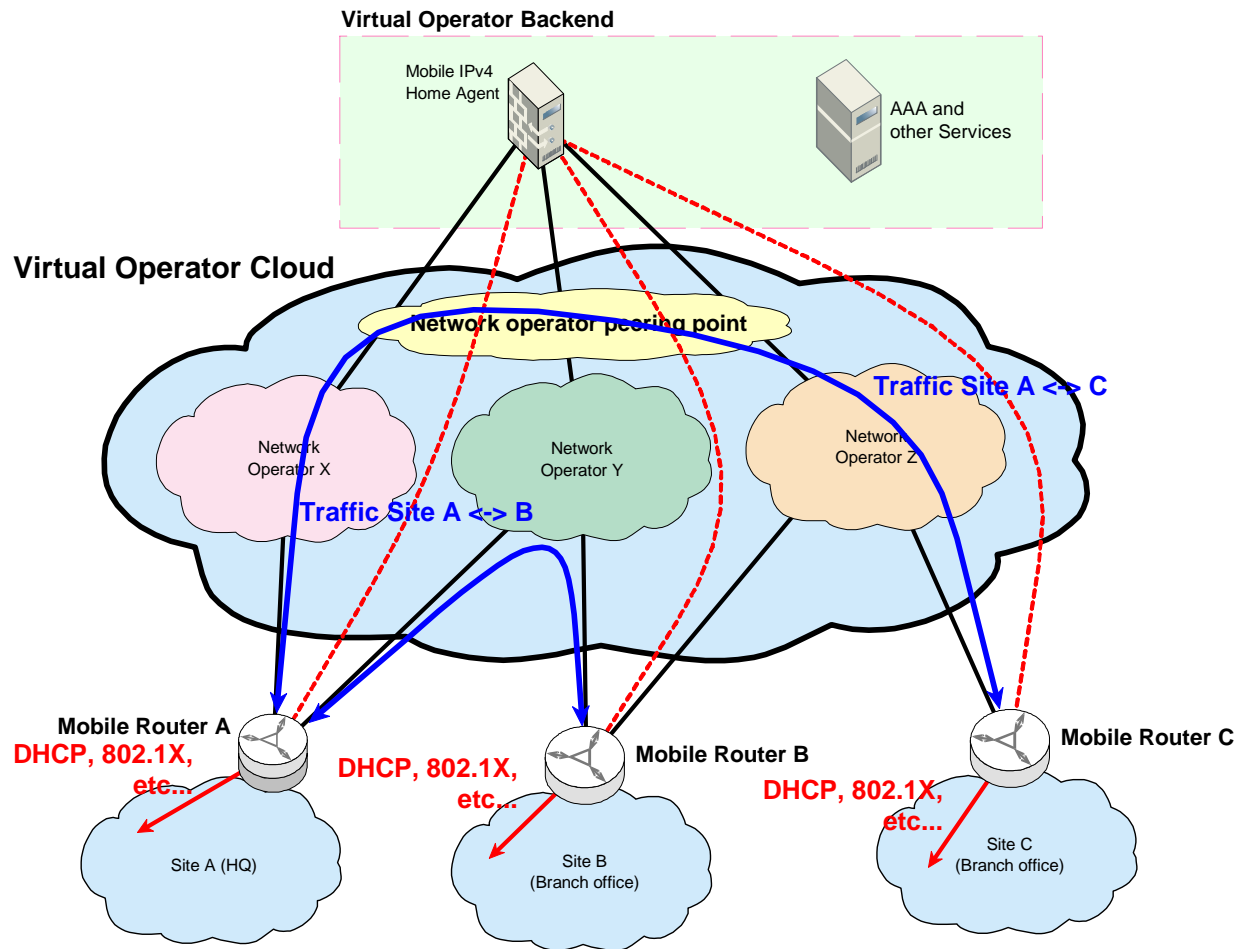 Virtual Operator Backend
Mobile IPv4
Home Agent
AAA and
other Services
Virtual Operator Cloud
Network operator peering point
Traffic Site A <-> C
Network
Operator X
Network
Operator Y
Network
Operator Z
Traffic Site A <-> B
Mobile Router A
DHCP, 802.1X,
etc...
Mobile Router B
DHCP, 802.1X,
etc...
Mobile Router C
DHCP, 802.1X,
etc...
Site A (HQ)
Site B
(Branch office)
Site C
(Branch office)